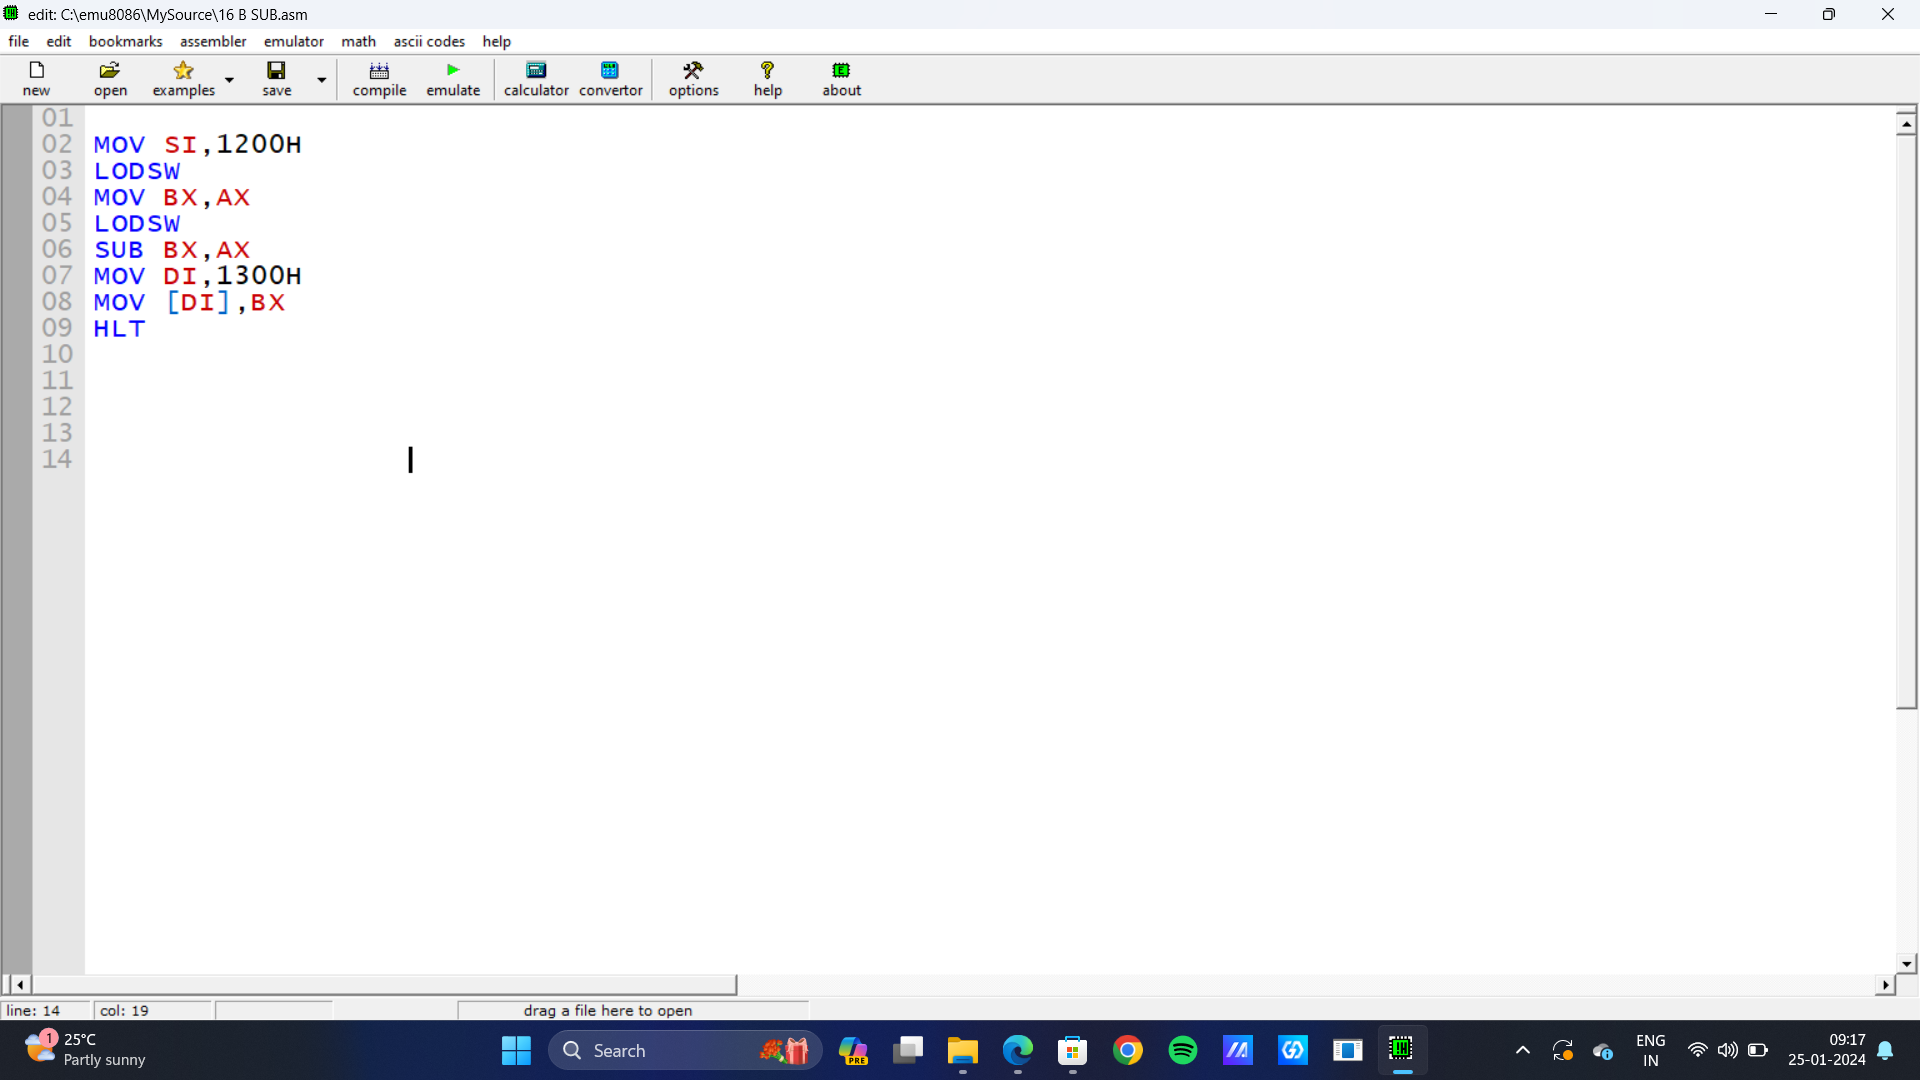 edit: C:\emu8086\MySource\16 B SUB.asm
file edit bookmarks assembler emulator math ascii codes help
new open examples save compile emulate calculator convertor options help about
01
02 MOV SI,1200H
03 LODSW
04 MOV BX,AX
05 LODSW
06 SUB BX,AX
07 MOV DI,1300H
08 MOV [DI],BX
09 HLT
10
11
12
13
14
line: 14 col: 19 drag a file here to open
1 25°C
Partly sunny
Search
PRE
ENG
IN
09:17
25-01-2024